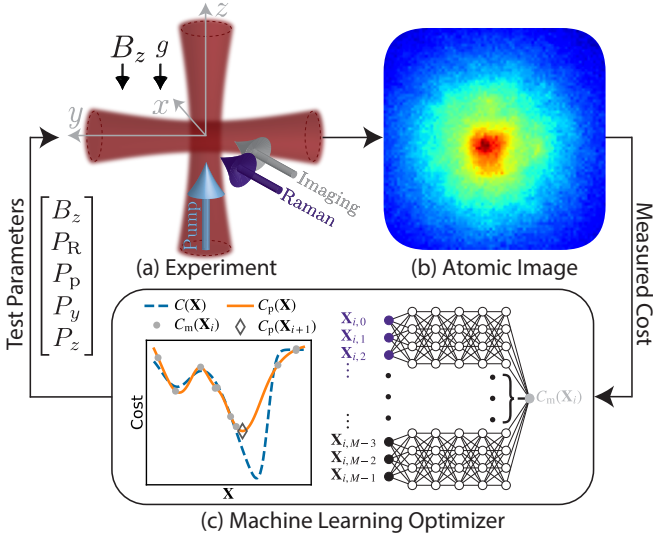 z
B_z g
x
y
Imaging
Raman
Pump
(a) Experiment
(b) Atomic Image
Test Parameters
B_z
P_R
P_p
P_y
P_z
Measured Cost
C(X) C_p(X)
C_m(X_i) C_p(X_{i+1})
Cost
X
X_{i,0}
X_{i,1}
X_{i,2}
...
...
X_{i,M−3}
X_{i,M−2}
X_{i,M−1}
C_m(X_i)
(c) Machine Learning Optimizer